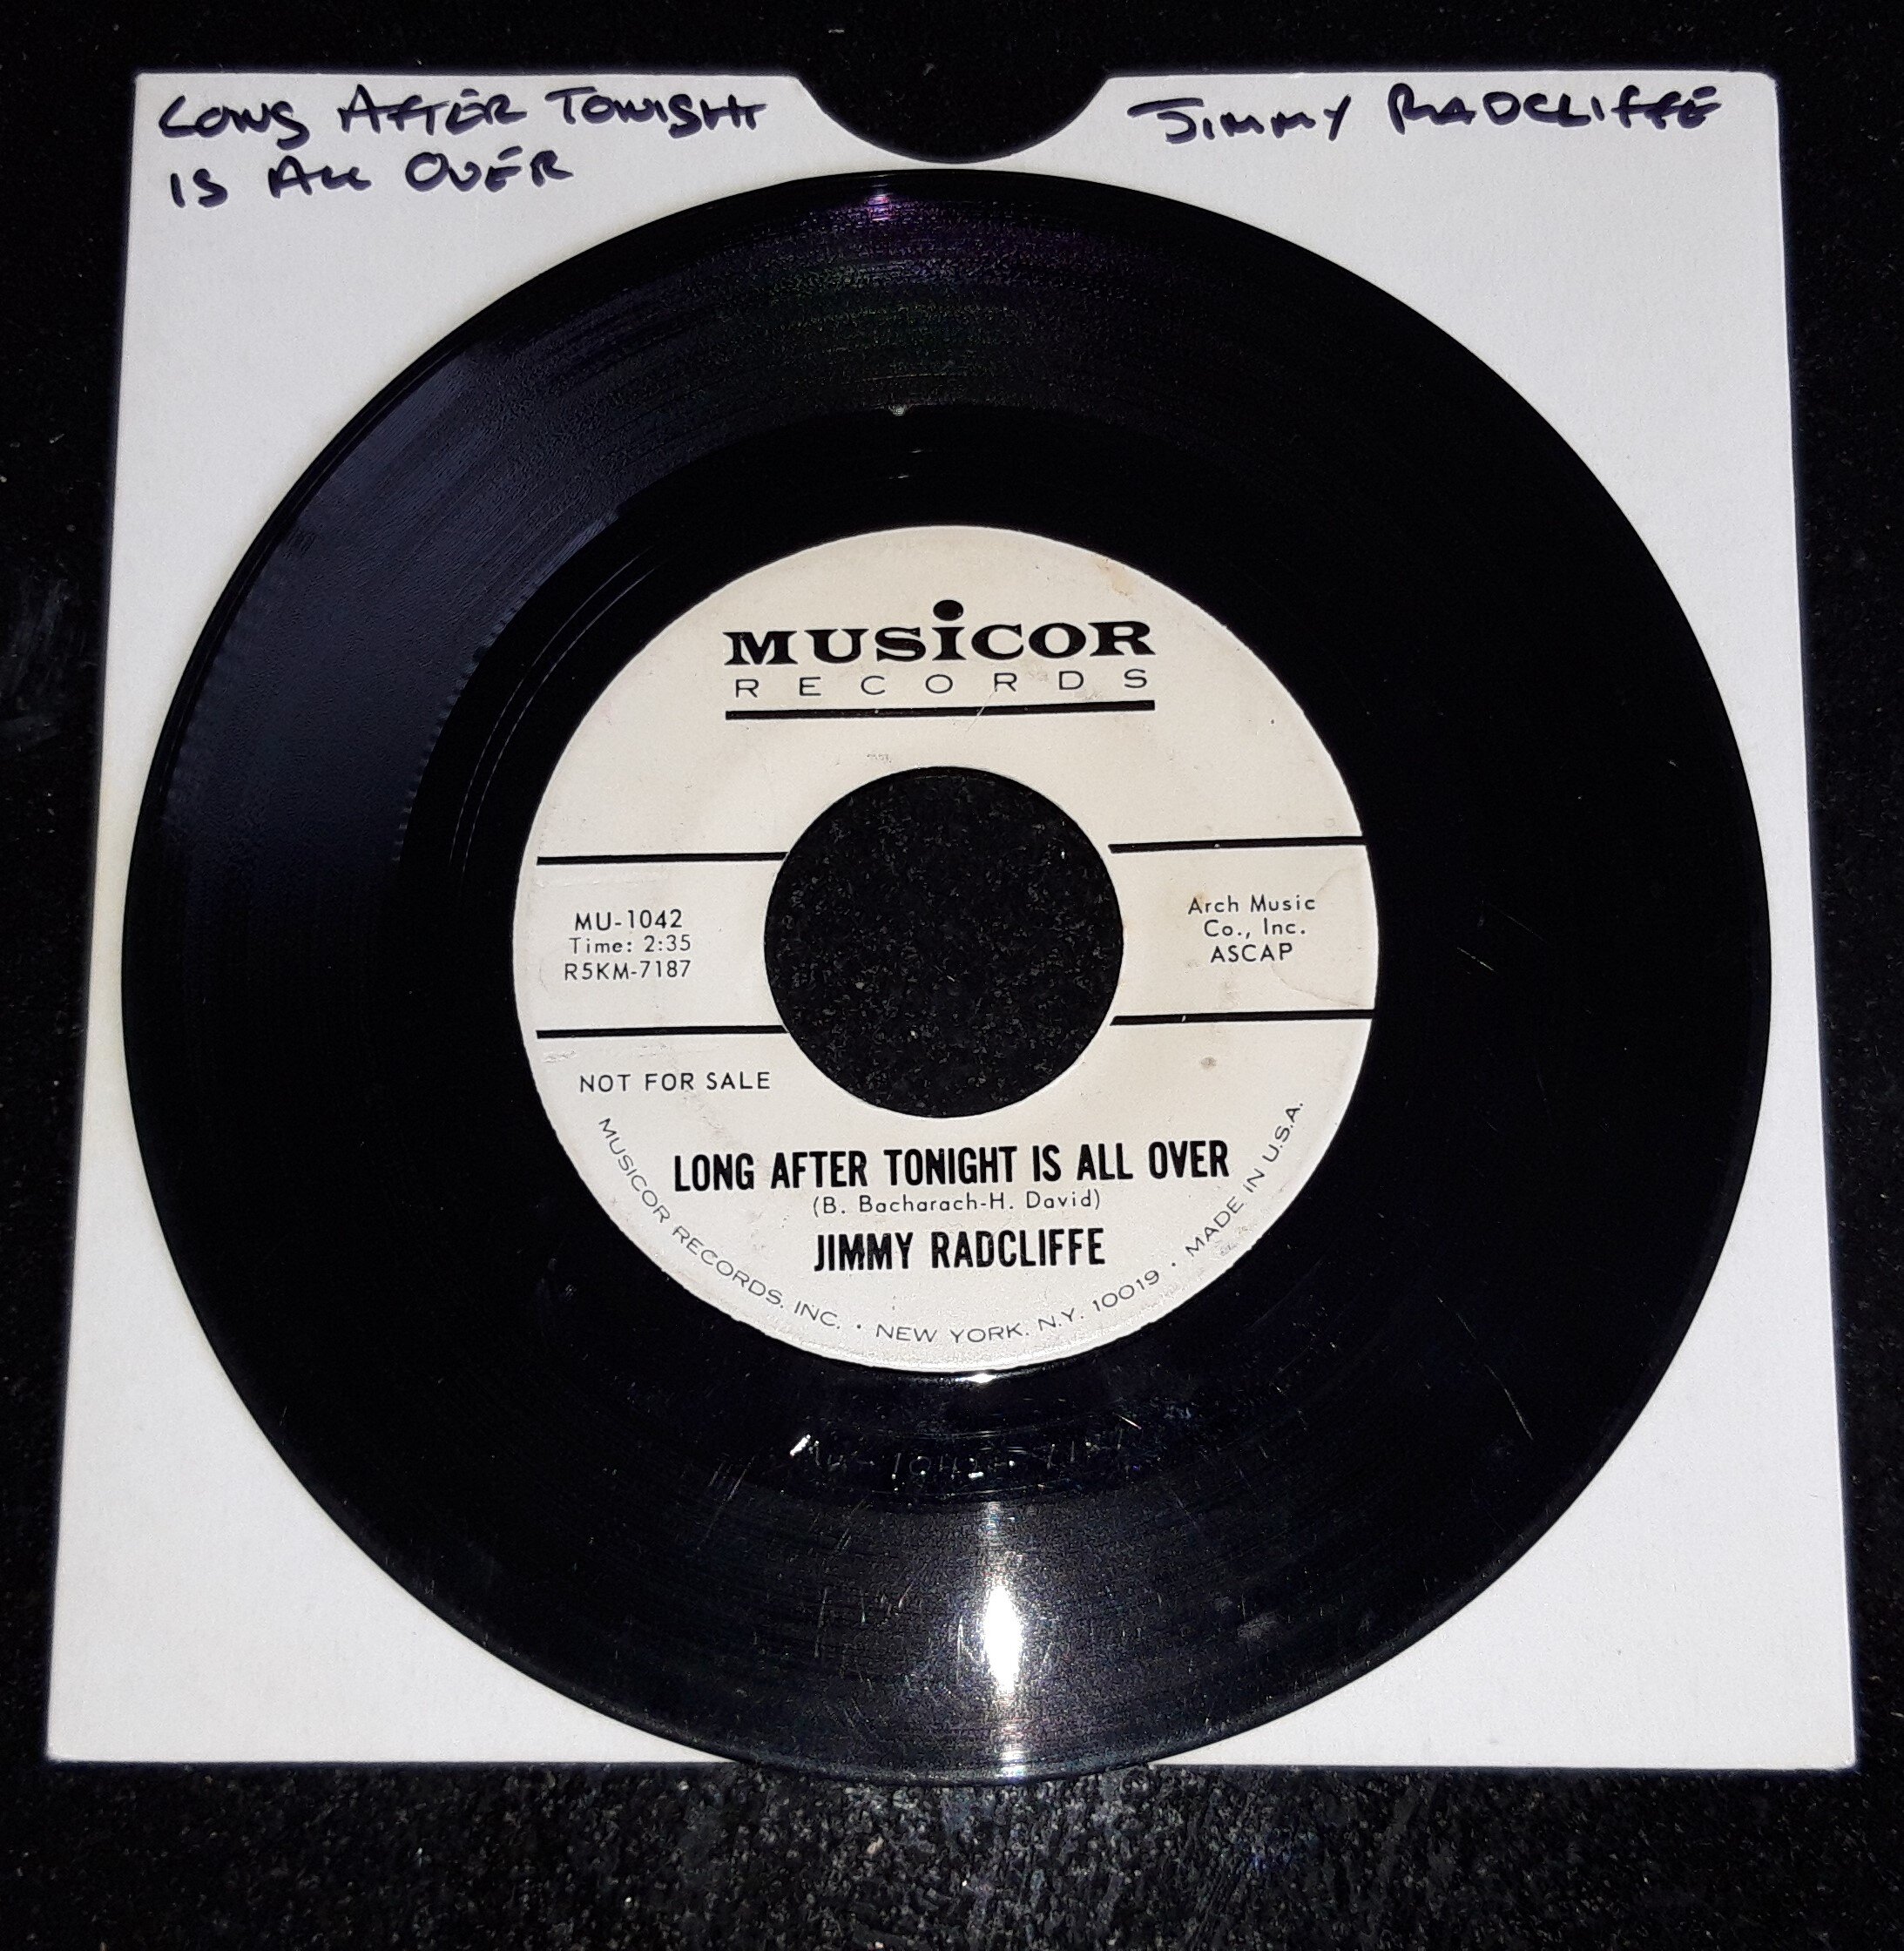 LONG AFTER TONIGHT
IS ALL OVER
JIMMY RADCLIFFE
MUSiCOR
RECORDS
MU-1042
Time: 2:35
R5KM-7187
Arch Music
Co., Inc.
ASCAP
NOT FOR SALE
LONG AFTER TONIGHT IS ALL OVER
(B. Bacharach-H. David)
JIMMY RADCLIFFE
MUSICOR RECORDS, INC. • NEW YORK, N.Y. 10019 • MADE IN U.S.A.